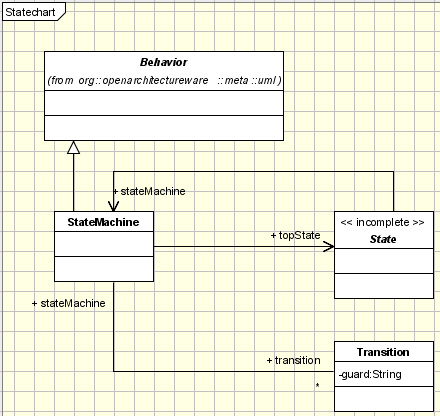 Statechart
Behavior
(from org::openarchitectureware ::meta ::uml )
+ stateMachine
StateMachine
<< incomplete >>
+ topState
State
+ stateMachine
Transition
+ transition
-guard:String
*